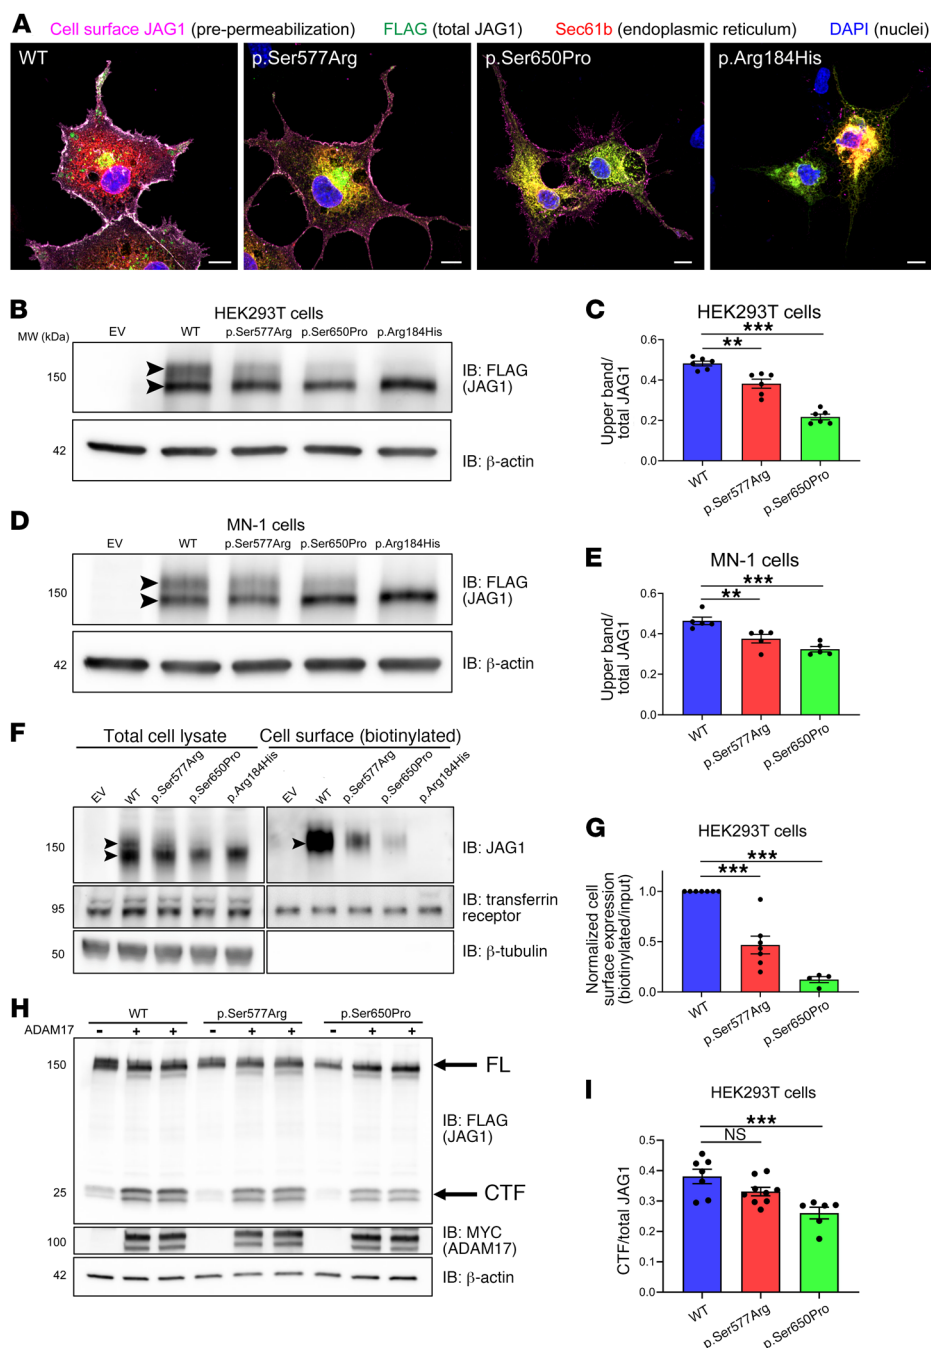 A
Cell surface JAG1 (pre-permeabilization) FLAG (total JAG1) Sec61b (endoplasmic reticulum) DAPI (nuclei)
WT p.Ser577Arg p.Ser650Pro p.Arg184His
B
HEK293T cells
MW (kDa) EV WT p.Ser577Arg p.Ser650Pro p.Arg184His
150
IB: FLAG
(JAG1)
42
IB: β-actin
C
HEK293T cells
***
**
Upper band/
total JAG1
0.6
0.4
0.2
0.0
WT
p.Ser577Arg
p.Ser650Pro
D
MN-1 cells
EV WT p.Ser577Arg p.Ser650Pro p.Arg184His
150
IB: FLAG
(JAG1)
42
IB: β-actin
E
MN-1 cells
***
**
Upper band/
total JAG1
0.6
0.4
0.2
0.0
WT
p.Ser577Arg
p.Ser650Pro
F
Total cell lysate Cell surface (biotinylated)
EV WT p.Ser577Arg p.Ser650Pro p.Arg184His EV WT p.Ser577Arg p.Ser650Pro p.Arg184His
150
IB: JAG1
95
IB: transferrin
receptor
50
IB: β-tubulin
G
HEK293T cells
***
***
Normalized cell
surface expression
(biotinylated/input)
1.0
0.5
0.0
WT
p.Ser577Arg
p.Ser650Pro
H
WT p.Ser577Arg p.Ser650Pro
ADAM17 - + + - + + - + +
150
FL
IB: FLAG
(JAG1)
25
CTF
100
IB: MYC
(ADAM17)
42
IB: β-actin
I
HEK293T cells
***
NS
CTF/total JAG1
0.5
0.4
0.3
0.2
0.1
0.0
WT
p.Ser577Arg
p.Ser650Pro